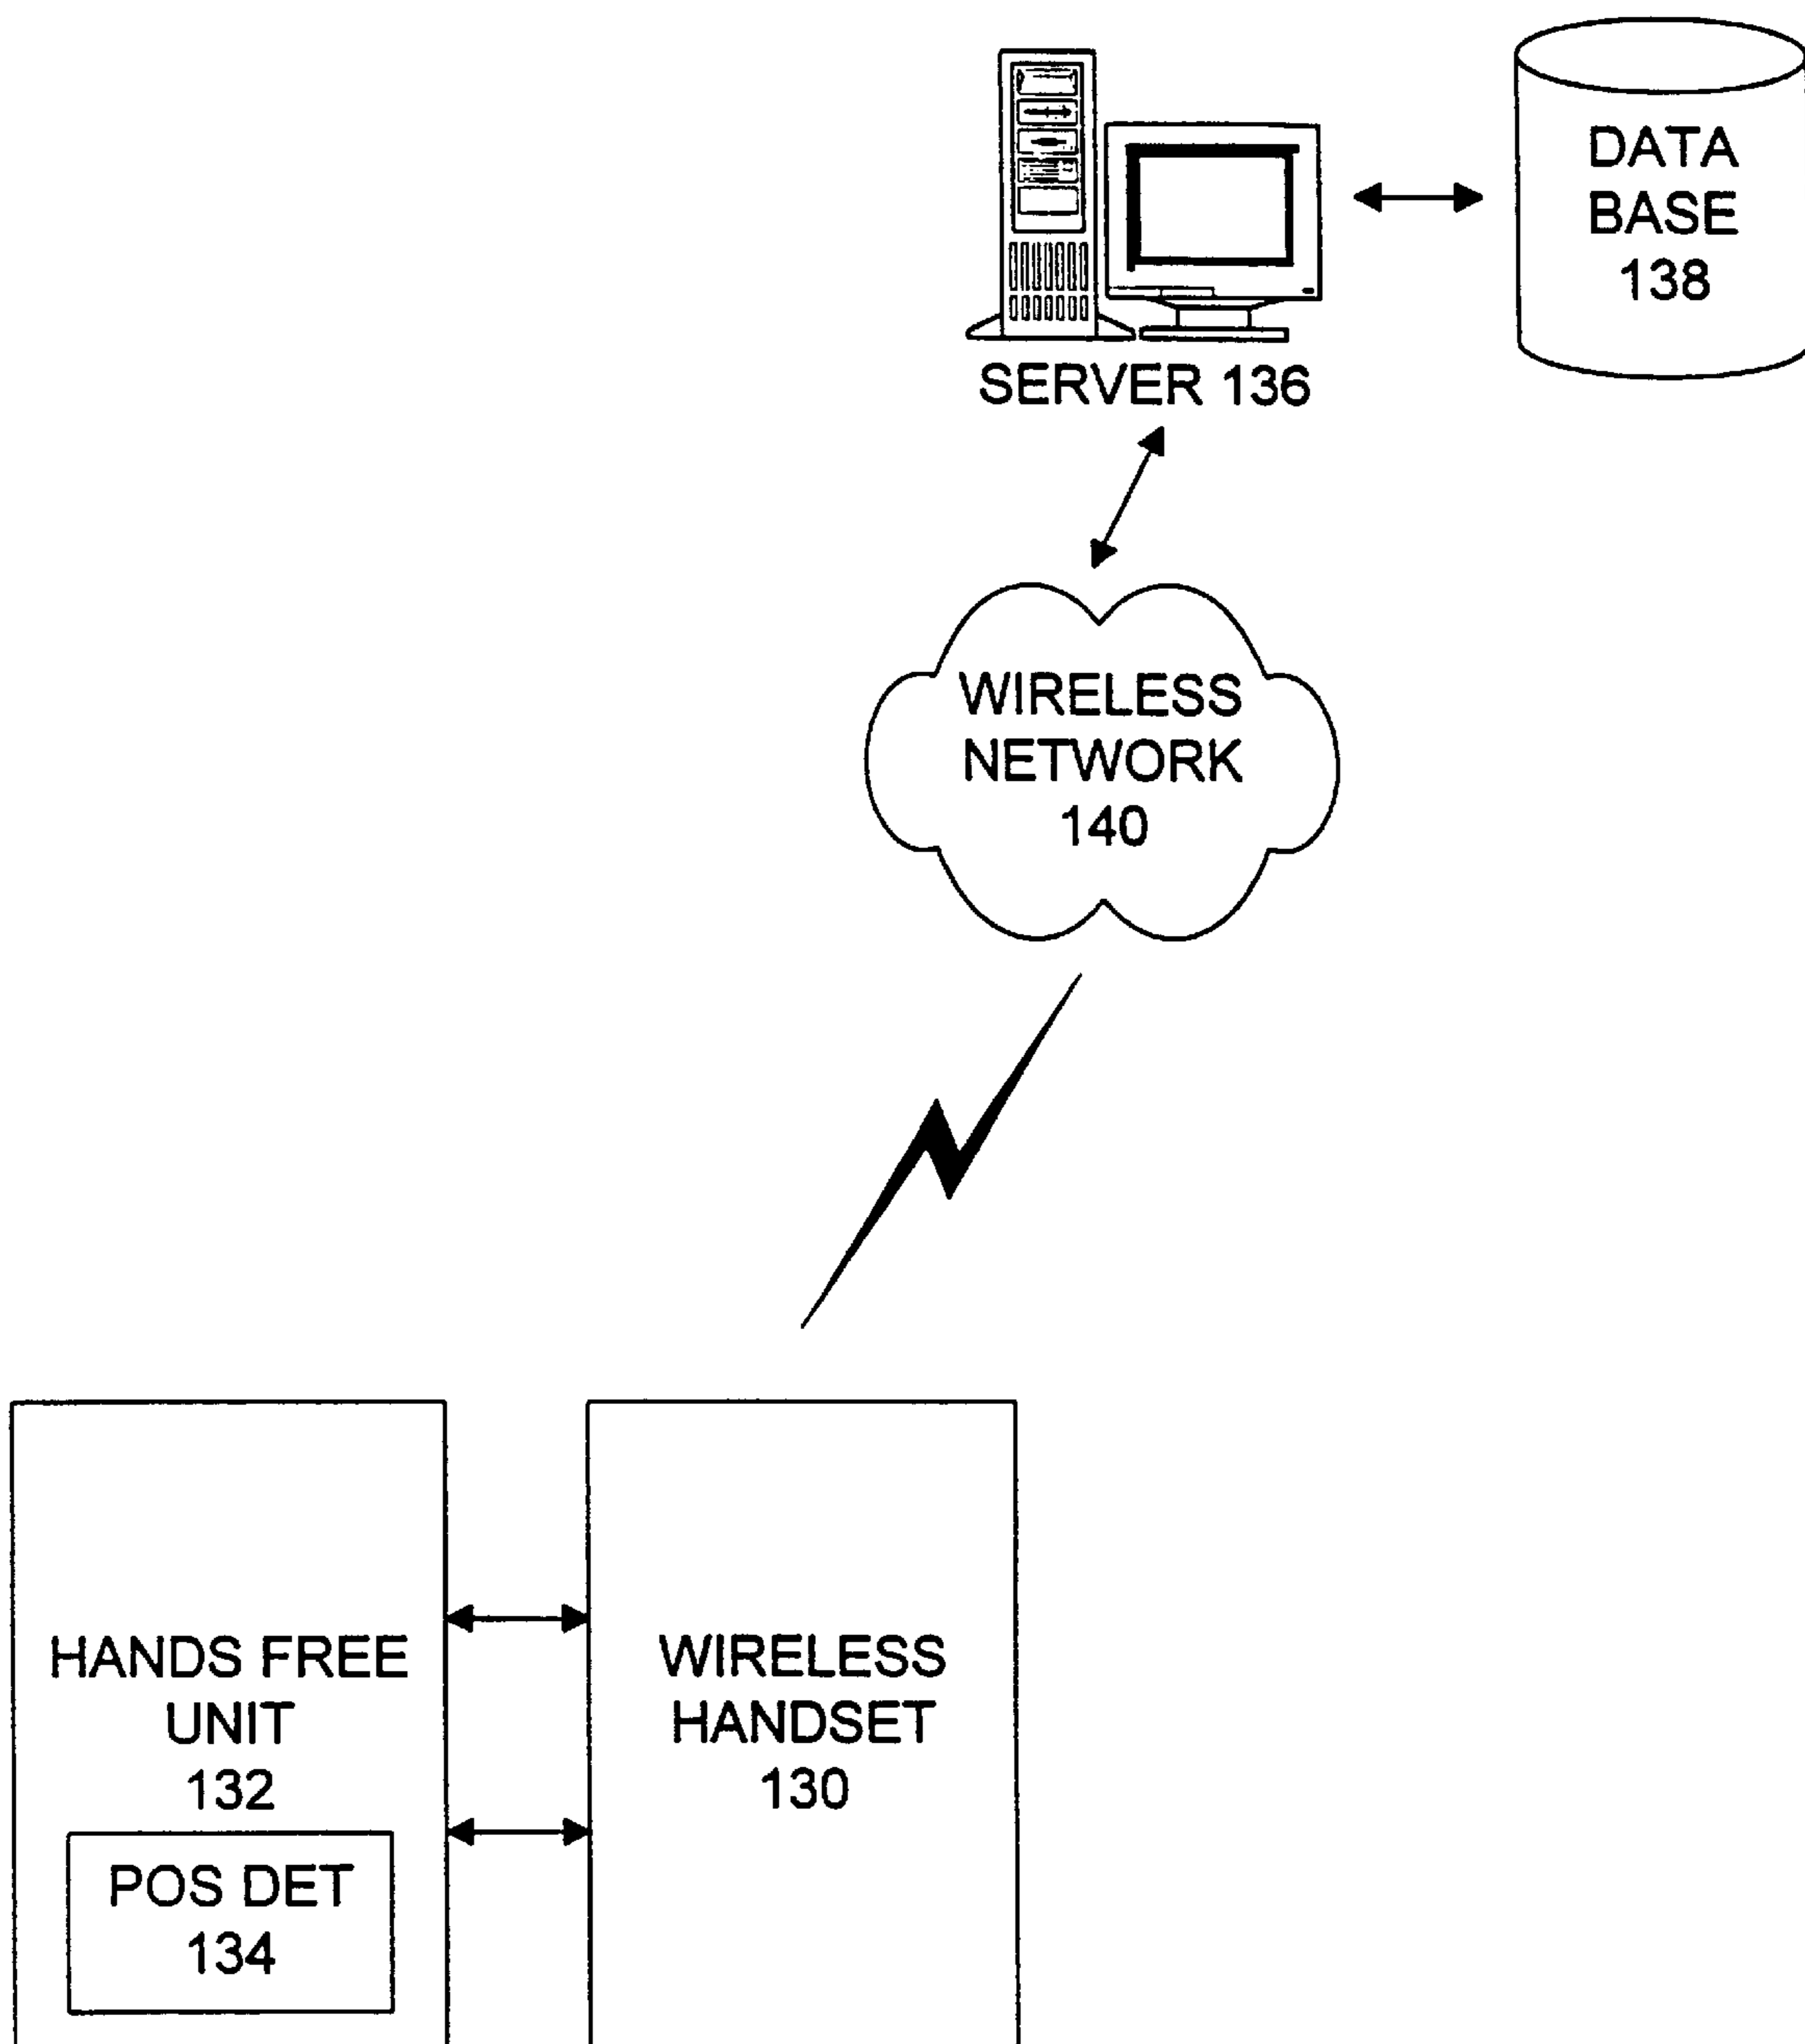 DATA
BASE
138
SERVER 136
WIRELESS
NETWORK
140
HANDS FREE
UNIT
132
POS DET
134
WIRELESS
HANDSET
130